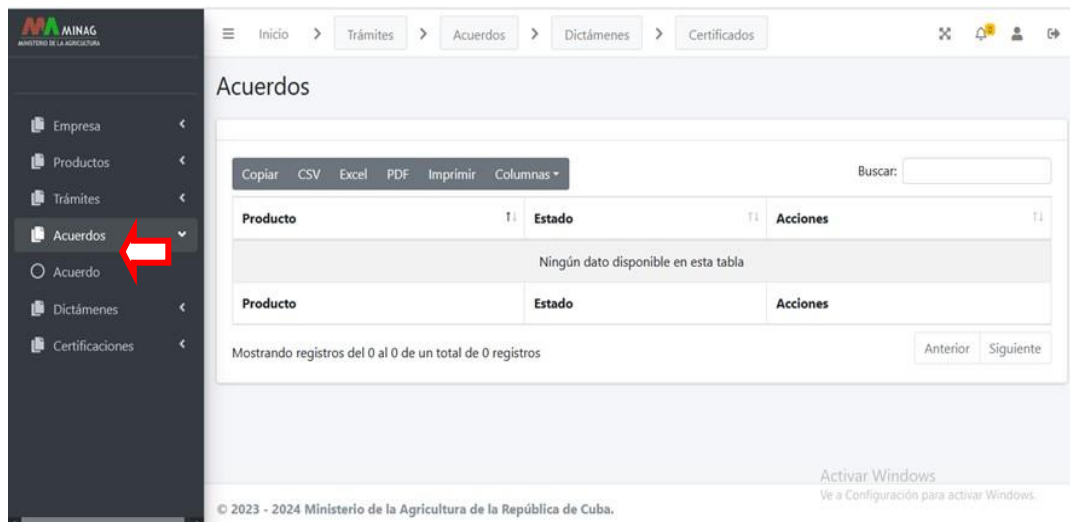 MINAG
MINISTERIO DE LA AGRICULTURA
Inicio > Trámites > Acuerdos > Dictámenes > Certificados
Acuerdos
Empresa
Productos
Trámites
Acuerdos
Acuerdo
Dictámenes
Certificaciones
Copiar CSV Excel PDF Imprimir Columnas
Buscar:
Producto Estado Acciones
Ningún dato disponible en esta tabla
Producto Estado Acciones
Mostrando registros del 0 al 0 de un total de 0 registros
Anterior Siguiente
Activar Windows
Ve a Configuración para activar Windows.
© 2023 - 2024 Ministerio de la Agricultura de la República de Cuba.